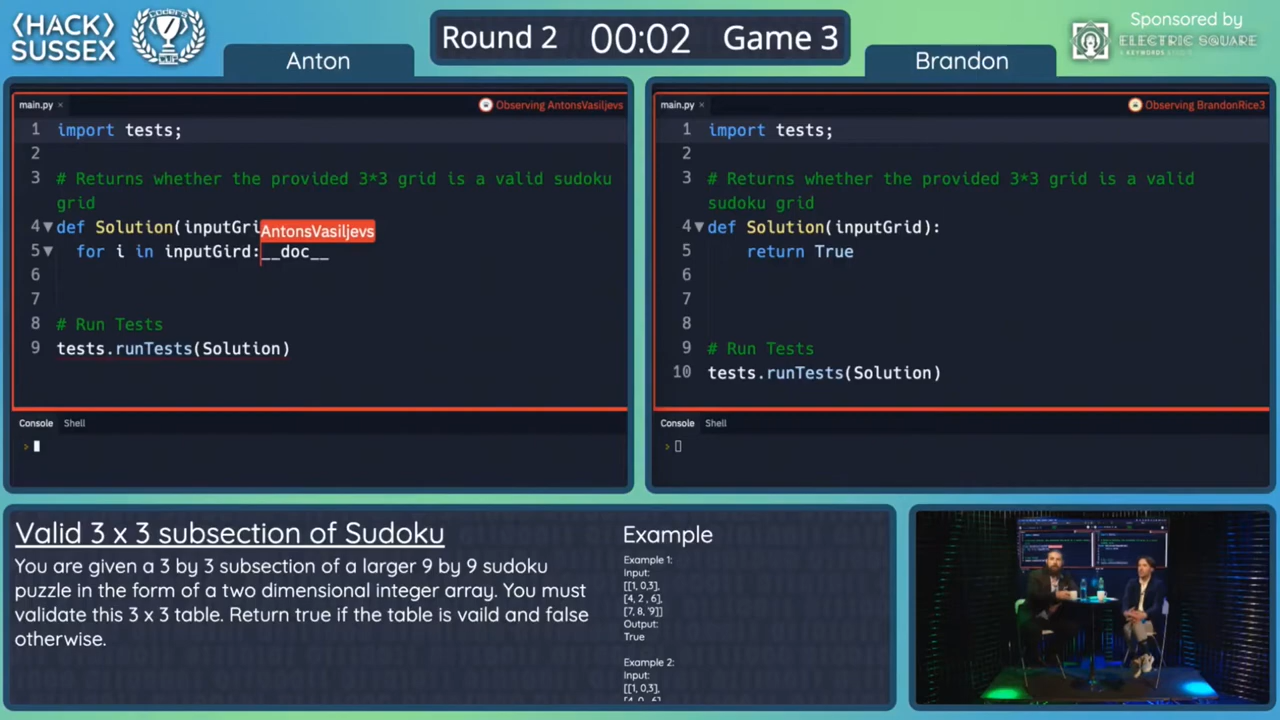 {HACK}
SUSSEX
Coders
CUP
Round 2 00:02 Game 3
Sponsored by
ELECTRIC SQUARE
A KEYWORDS STUDIO
Anton
Brandon
main.py × Observing AntonsVasiljevs
1 import tests;
2
3 # Returns whether the provided 3*3 grid is a valid sudoku
grid
4 def Solution(inputGri
AntonsVasiljevs
5 for i in inputGird:__doc__
6
7
8 # Run Tests
9 tests.runTests(Solution)
Console Shell
>
main.py × Observing BrandonRice3
1 import tests;
2
3 # Returns whether the provided 3*3 grid is a valid
sudoku grid
4 def Solution(inputGrid):
5 return True
6
7
8
9 # Run Tests
10 tests.runTests(Solution)
Console Shell
>
Valid 3 x 3 subsection of Sudoku
You are given a 3 by 3 subsection of a larger 9 by 9 sudoku
puzzle in the form of a two dimensional integer array. You must
validate this 3 x 3 table. Return true if the table is vaild and false
otherwise.
Example
Example 1:
Input:
[[1, 0,3],
[4, 2 , 6],
[7, 8, '9]]
Output:
True
Example 2:
Input:
[[1, 0,3],
[4, 0, 6],